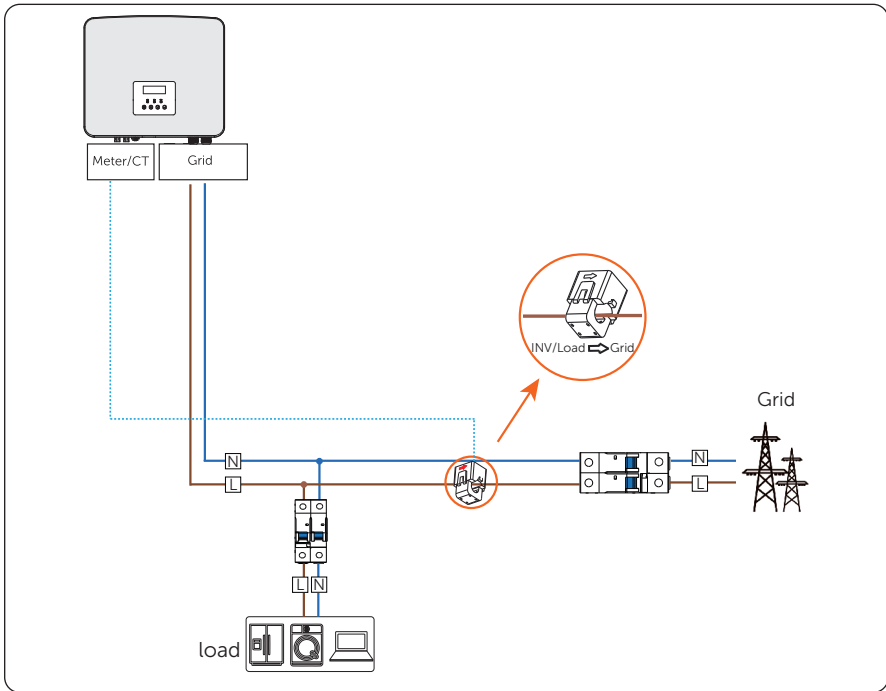 Meter/CT
Grid
INV/Load Grid
Grid
N
N
L
L
L N
load